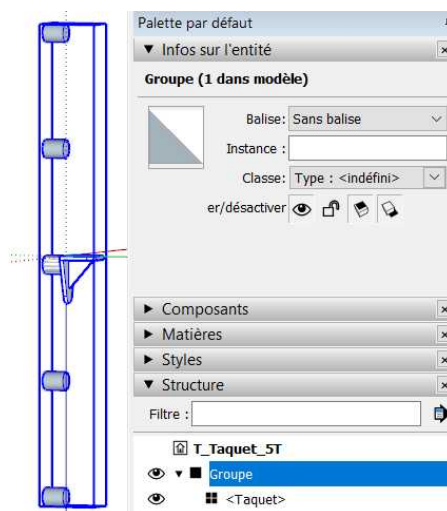 Palette par défaut
▼ Infos sur l'entité
Groupe (1 dans modèle)
Balise: Sans balise
Instance :
Classe: Type : <indéfini>
er/désactiver
► Composants
► Matières
► Styles
▼ Structure
Filtre :
T_Taquet_5T
Groupe
<Taquet>